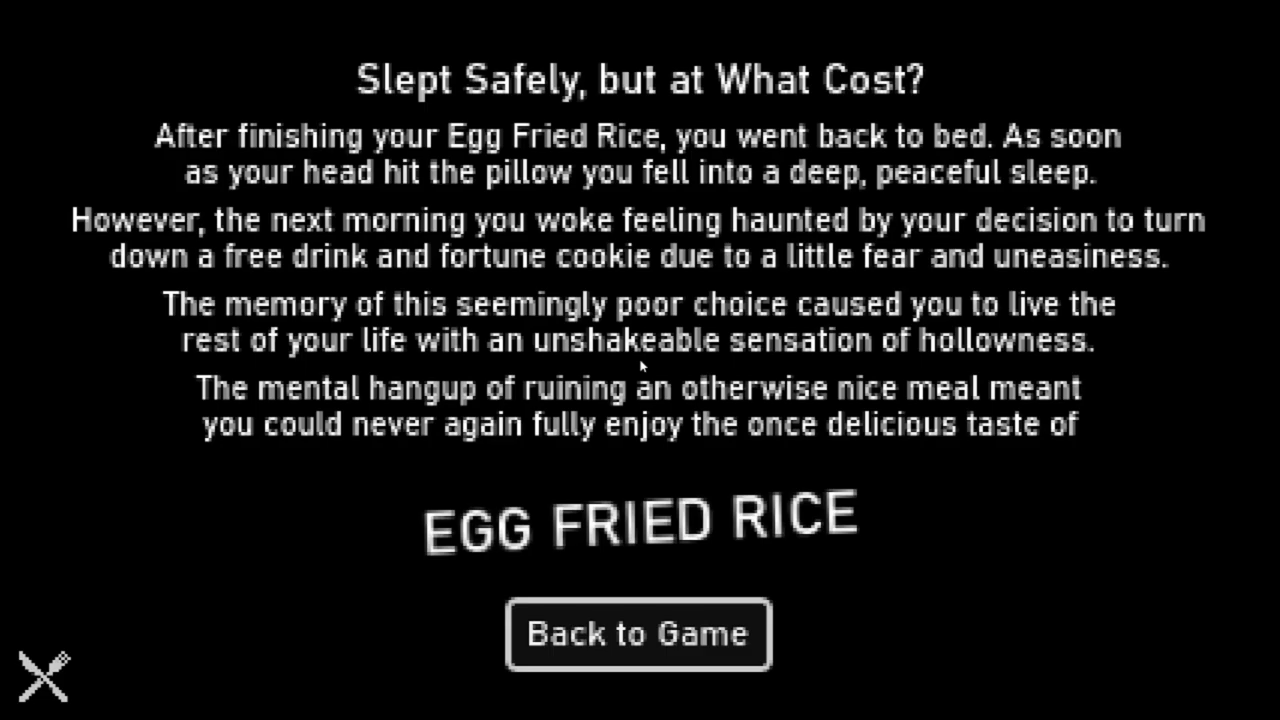 Slept Safely, but at What Cost?
After finishing your Egg Fried Rice, you went back to bed. As soon
as your head hit the pillow you fell into a deep, peaceful sleep.
However, the next morning you woke feeling haunted by your decision to turn
down a free drink and fortune cookie due to a little fear and uneasiness.
The memory of this seemingly poor choice caused you to live the
rest of your life with an unshakeable sensation of hollowness.
The mental hangup of ruining an otherwise nice meal meant
you could never again fully enjoy the once delicious taste of
EGG FRIED RICE
Back to Game